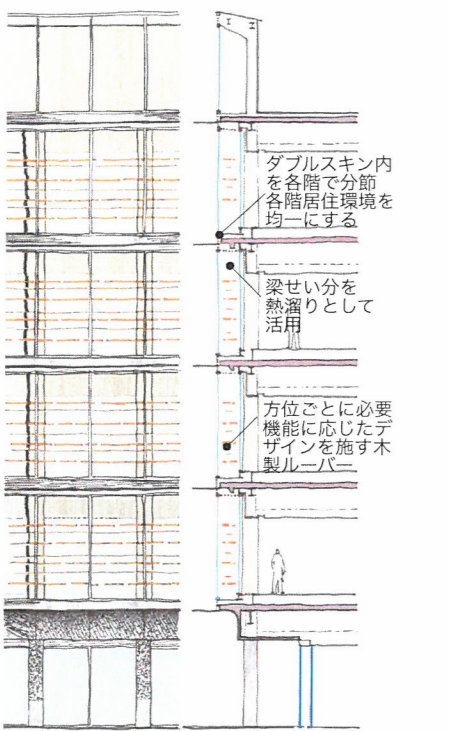 ダブルスキン内
を各階で分節
各階居住環境を
均一にする
梁せい分を
熱溜りとして
活用
方位ごとに必要
機能に応じたデ
ザインを施す木
製ルーバー